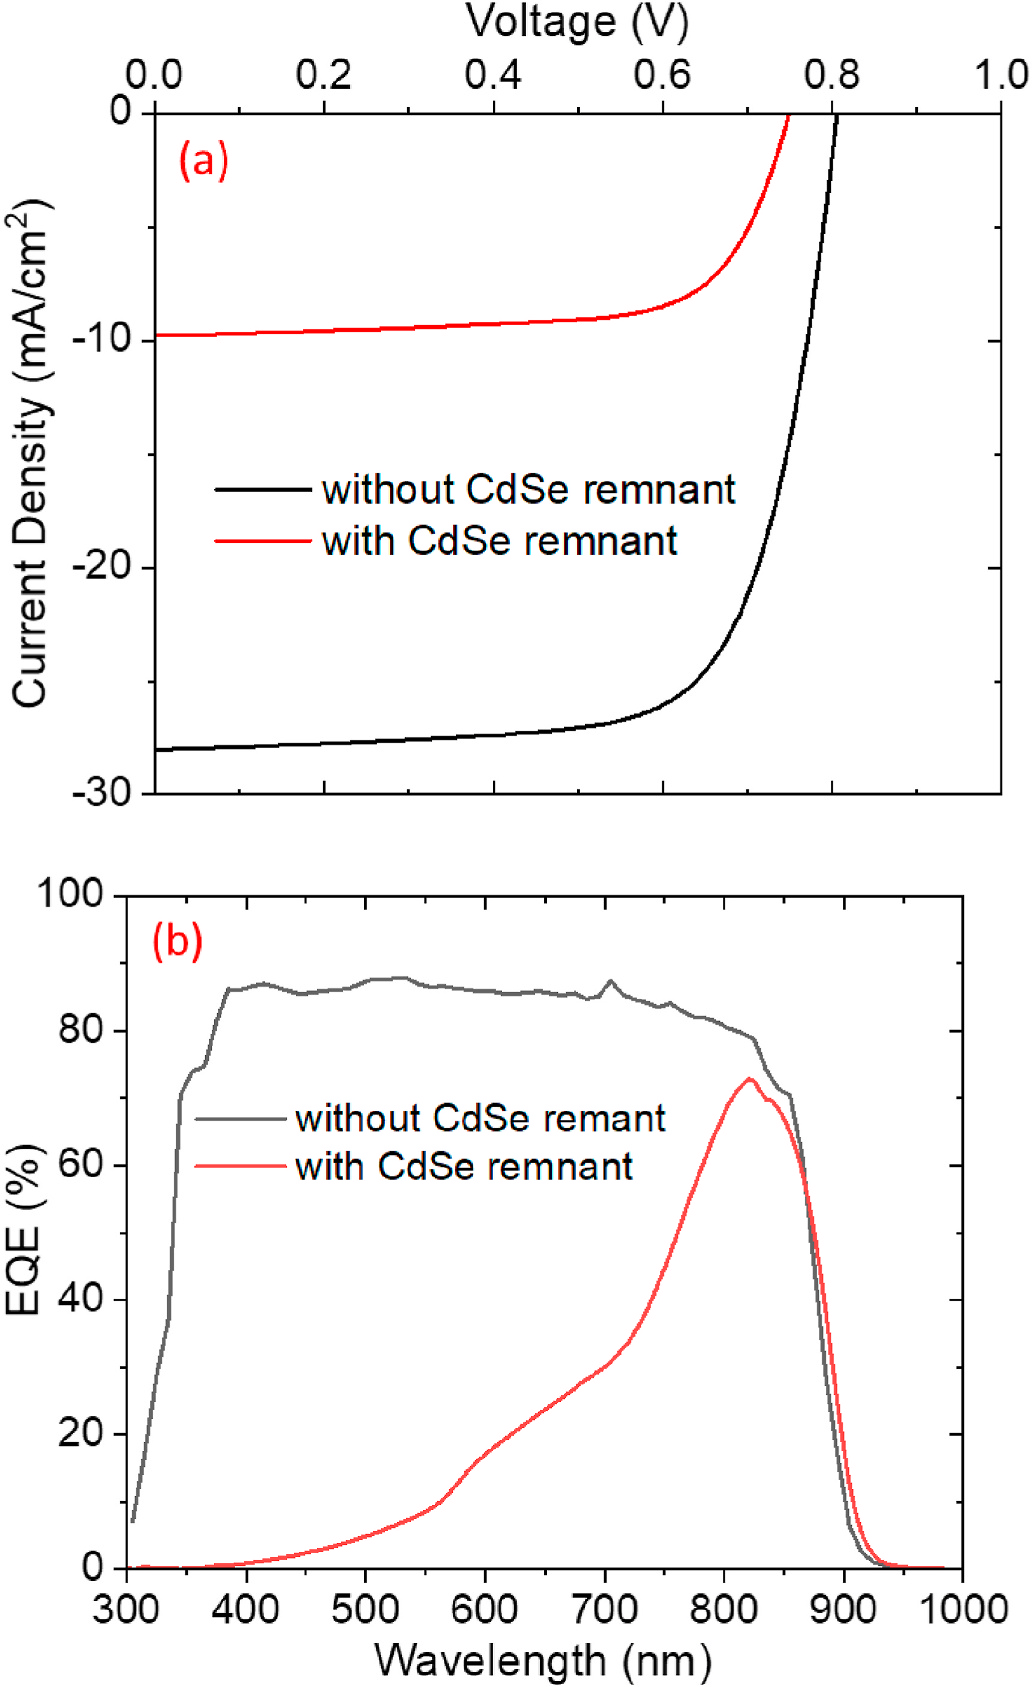 Voltage (V)
0.0 0.2 0.4 0.6 0.8 1.0
0
(a)
-10
without CdSe remnant
with CdSe remnant
-20
-30
Current Density (mA/cm²)
100
(b)
80
without CdSe remant
with CdSe remnant
60
40
20
0
EQE (%)
300 400 500 600 700 800 900 1000
Wavelength (nm)